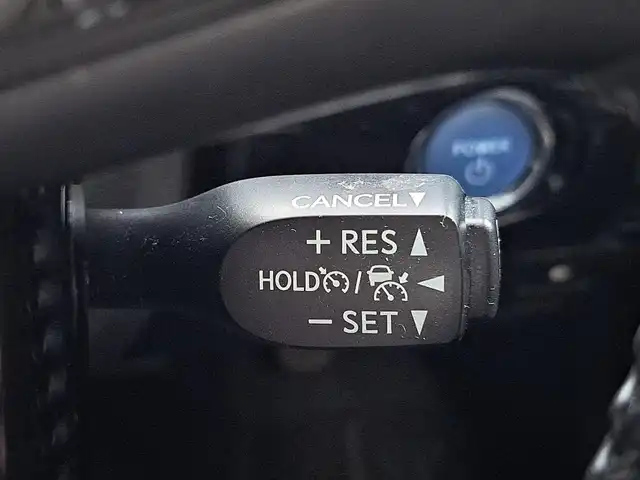 POWER
CANCEL▼
+ RES ▲
HOLD / ◀
− SET ▼